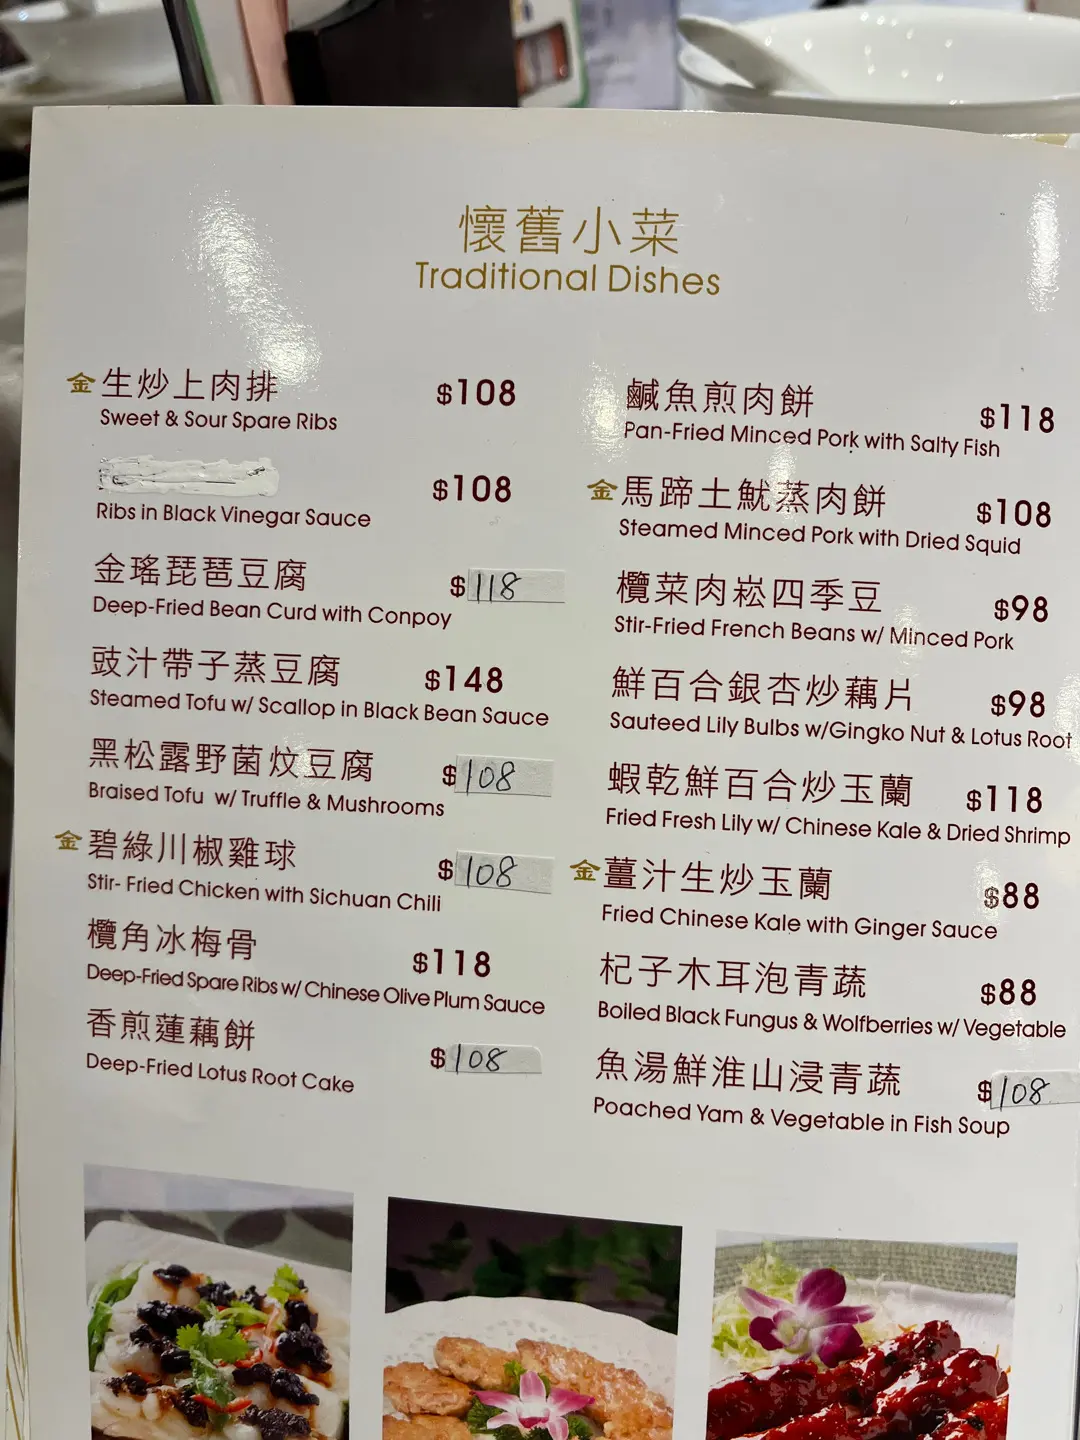 懷舊小菜
Traditional Dishes
金 生炒上肉排 $108
Sweet & Sour Spare Ribs
$108
Ribs in Black Vinegar Sauce
金瑤琵琶豆腐 $118
Deep-Fried Bean Curd with Conpoy
豉汁帶子蒸豆腐 $148
Steamed Tofu w/ Scallop in Black Bean Sauce
黑松露野菌炆豆腐 $108
Braised Tofu w/ Truffle & Mushrooms
金 碧綠川椒雞球 $108
Stir- Fried Chicken with Sichuan Chili
欖角冰梅骨 $118
Deep-Fried Spare Ribs w/ Chinese Olive Plum Sauce
香煎蓮藕餅 $108
Deep-Fried Lotus Root Cake
鹹魚煎肉餅 $118
Pan-Fried Minced Pork with Salty Fish
金 馬蹄土魷蒸肉餅 $108
Steamed Minced Pork with Dried Squid
欖菜肉崧四季豆 $98
Stir-Fried French Beans w/ Minced Pork
鮮百合銀杏炒藕片 $98
Sauteed Lily Bulbs w/Gingko Nut & Lotus Root
蝦乾鮮百合炒玉蘭 $118
Fried Fresh Lily w/ Chinese Kale & Dried Shrimp
金 薑汁生炒玉蘭 $88
Fried Chinese Kale with Ginger Sauce
杞子木耳泡青蔬 $88
Boiled Black Fungus & Wolfberries w/ Vegetable
魚湯鮮淮山浸青蔬 $108
Poached Yam & Vegetable in Fish Soup